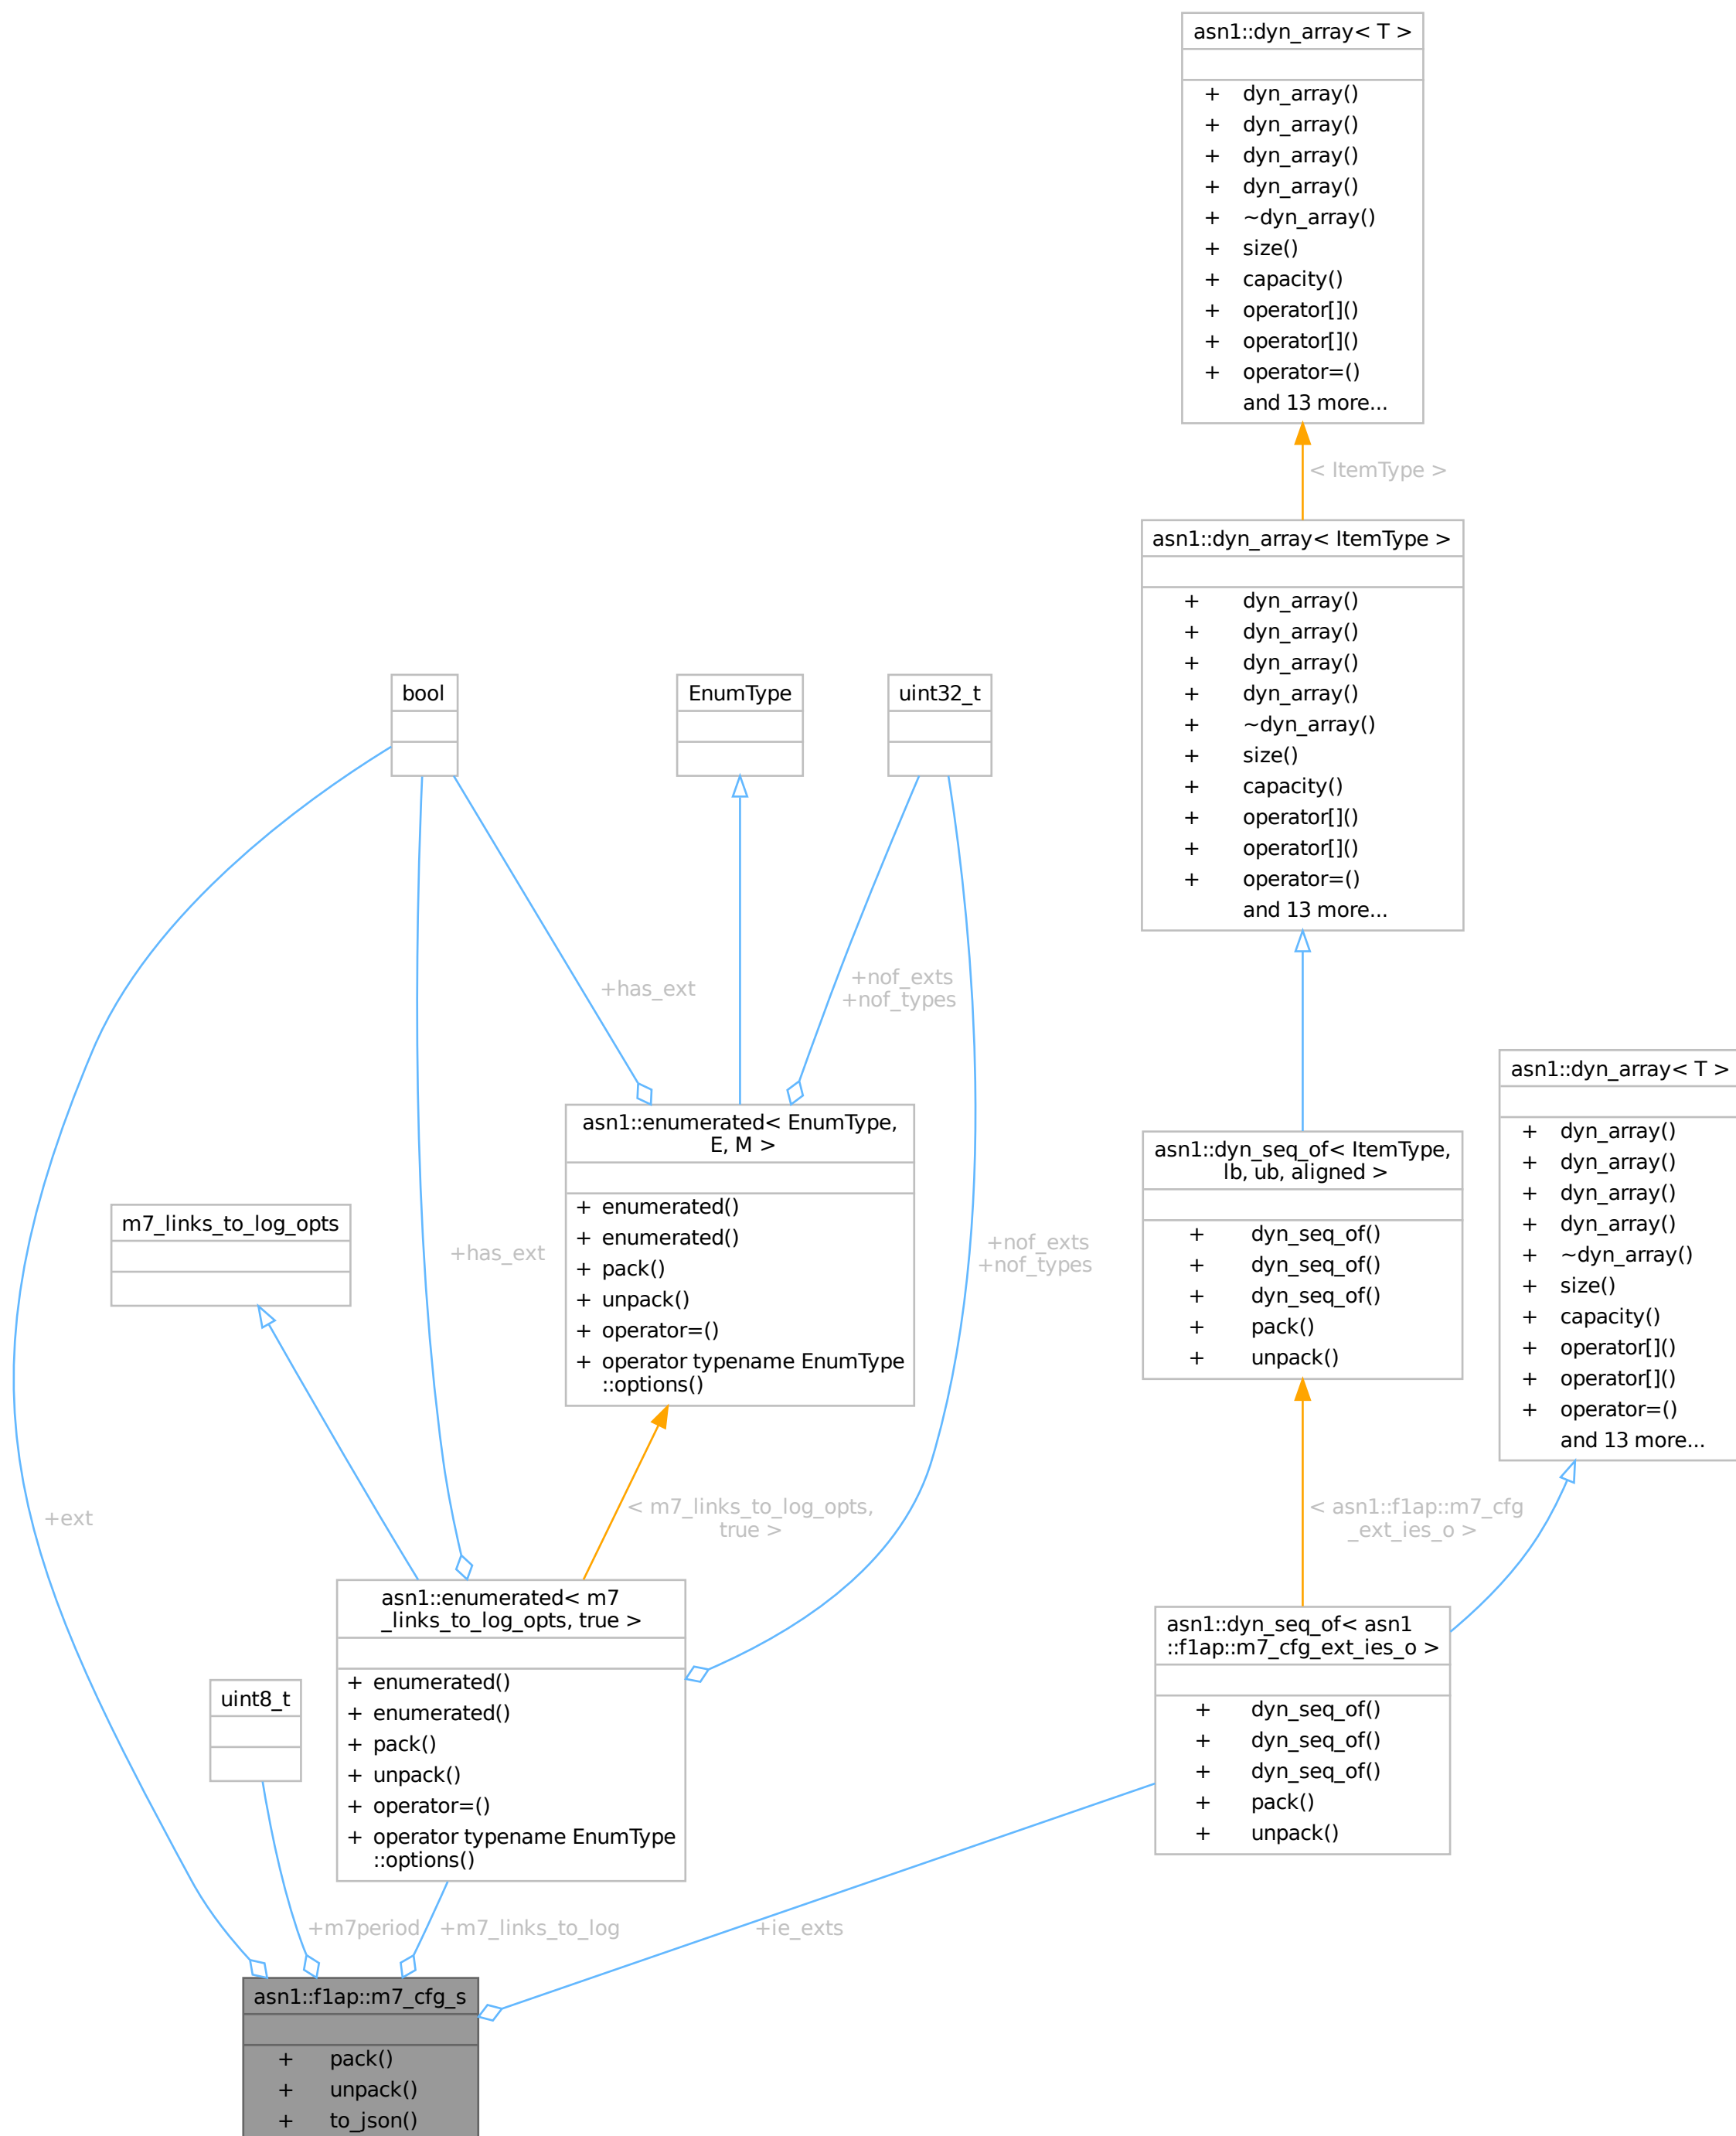 asn1::dyn_array< T >
+ dyn_array()
+ dyn_array()
+ dyn_array()
+ dyn_array()
+ ~dyn_array()
+ size()
+ capacity()
+ operator[]()
+ operator[]()
+ operator=()
and 13 more...
< ItemType >
asn1::dyn_array< ItemType >
+ dyn_array()
+ dyn_array()
+ dyn_array()
+ dyn_array()
+ ~dyn_array()
+ size()
+ capacity()
+ operator[]()
+ operator[]()
+ operator=()
and 13 more...
bool
EnumType
uint32_t
+has_ext
+nof_exts
+nof_types
asn1::enumerated< EnumType,
E, M >
+ enumerated()
+ enumerated()
+ pack()
+ unpack()
+ operator=()
+ operator typename EnumType
::options()
asn1::dyn_seq_of< ItemType,
lb, ub, aligned >
+ dyn_seq_of()
+ dyn_seq_of()
+ dyn_seq_of()
+ pack()
+ unpack()
asn1::dyn_array< T >
+ dyn_array()
+ dyn_array()
+ dyn_array()
+ dyn_array()
+ ~dyn_array()
+ size()
+ capacity()
+ operator[]()
+ operator[]()
+ operator=()
and 13 more...
m7_links_to_log_opts
+has_ext
+nof_exts
+nof_types
+ext
< m7_links_to_log_opts,
true >
< asn1::f1ap::m7_cfg
_ext_ies_o >
asn1::enumerated< m7
_links_to_log_opts, true >
+ enumerated()
+ enumerated()
+ pack()
+ unpack()
+ operator=()
+ operator typename EnumType
::options()
asn1::dyn_seq_of< asn1
::f1ap::m7_cfg_ext_ies_o >
+ dyn_seq_of()
+ dyn_seq_of()
+ dyn_seq_of()
+ pack()
+ unpack()
uint8_t
+m7period
+m7_links_to_log
+ie_exts
asn1::f1ap::m7_cfg_s
+ pack()
+ unpack()
+ to_json()